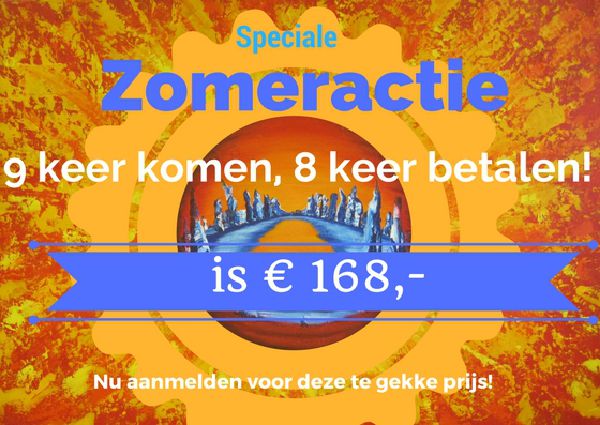 Speciale
Zomeractie
9 keer komen, 8 keer betalen!
is € 168,-
Nu aanmelden voor deze te gekke prijs!